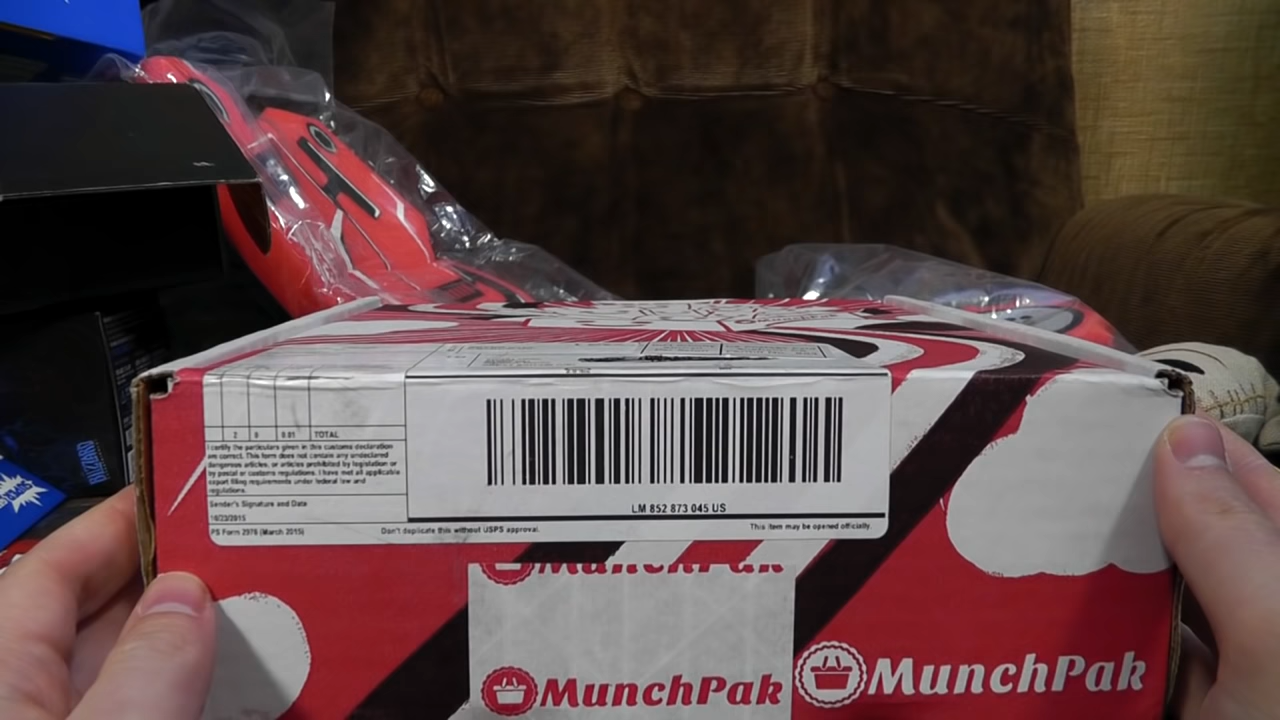 2 0 0.01 TOTAL
I certify the particulars given in this customs declaration
are correct. This form does not contain any undeclared
dangerous articles, or articles prohibited by legislation or
by postal or customs regulations. I have met all applicable
export filing requirements under federal law and
regulations.
Sender's Signature and Date
10/23/2015
PS Form 2976 (March 2015)
Don't duplicate this without USPS approval.
This item may be opened officially.
LM 852 873 045 US
MunchPak
MunchPak
MunchPak
BLIZZARD